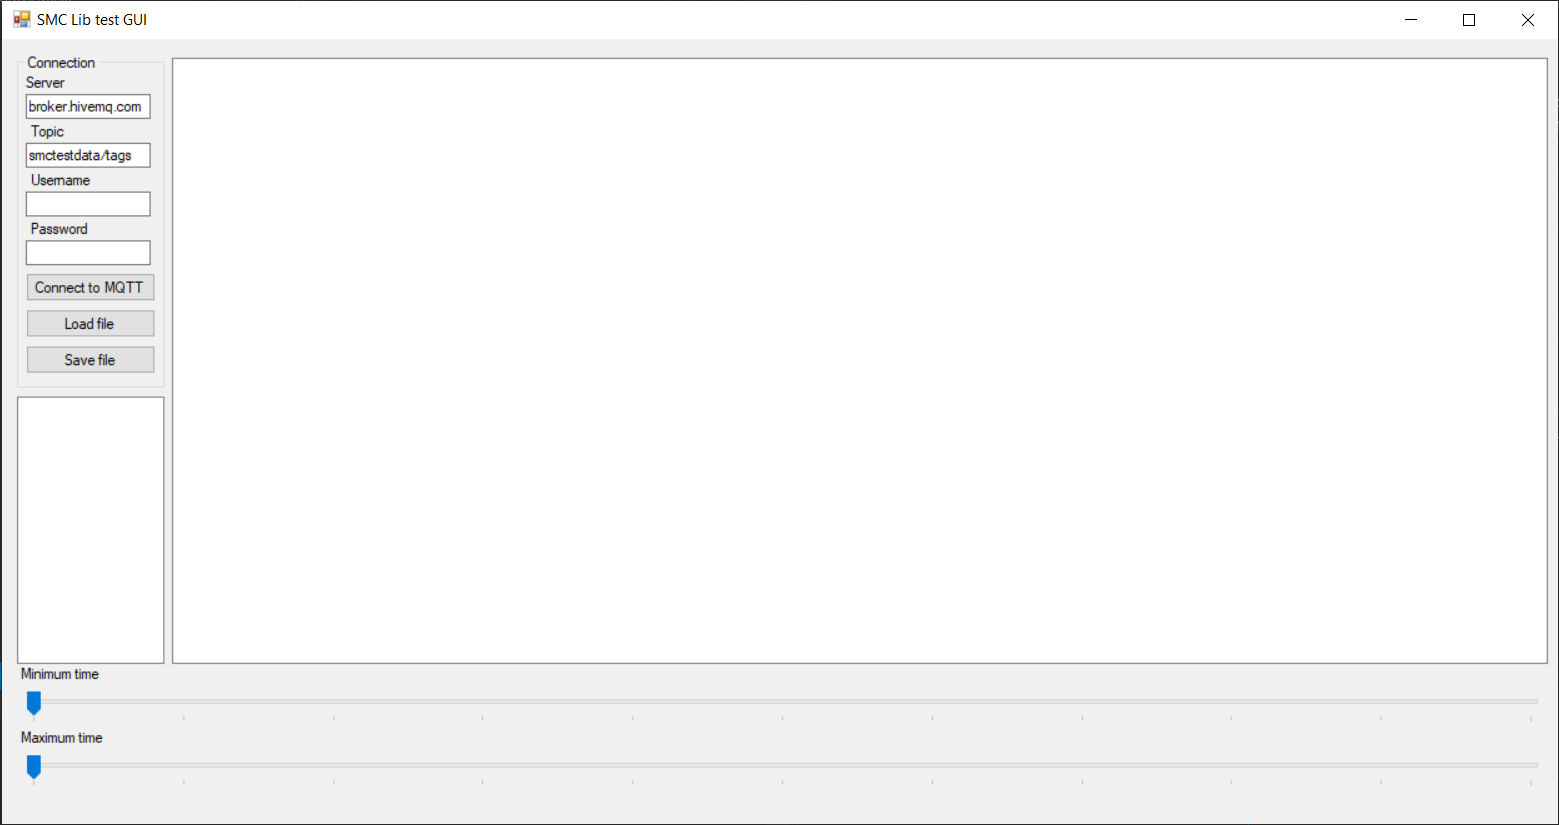 SMC Lib test GUI
Connection
Server
broker.hivemq.com
Topic
smctestdata/tags
Username
Password
Connect to MQTT
Load file
Save file
Minimum time
Maximum time